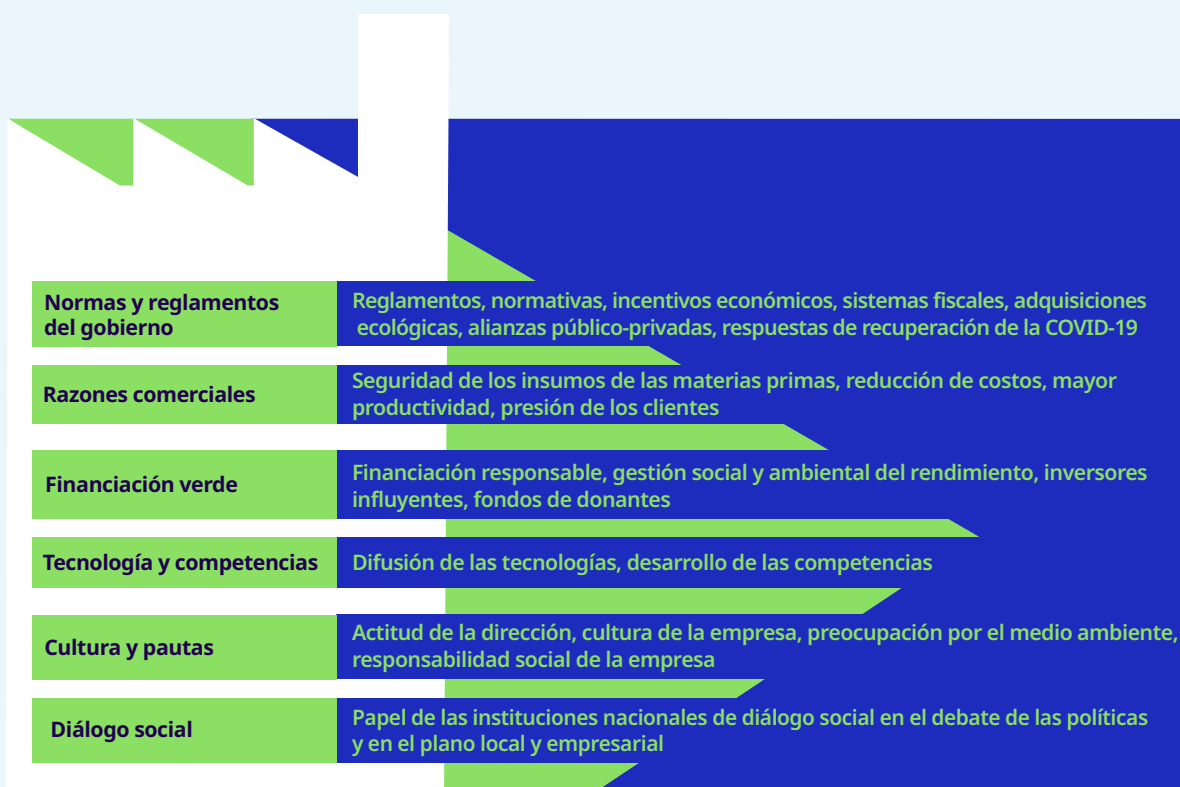 Normas y reglamentos
del gobierno
Reglamentos, normativas, incentivos económicos, sistemas fiscales, adquisiciones
ecológicas, alianzas público-privadas, respuestas de recuperación de la COVID-19
Razones comerciales
Seguridad de los insumos de las materias primas, reducción de costos, mayor
productividad, presión de los clientes
Financiación verde
Financiación responsable, gestión social y ambiental del rendimiento, inversores
influyentes, fondos de donantes
Tecnología y competencias
Difusión de las tecnologías, desarrollo de las competencias
Cultura y pautas
Actitud de la dirección, cultura de la empresa, preocupación por el medio ambiente,
responsabilidad social de la empresa
Diálogo social
Papel de las instituciones nacionales de diálogo social en el debate de las políticas
y en el plano local y empresarial